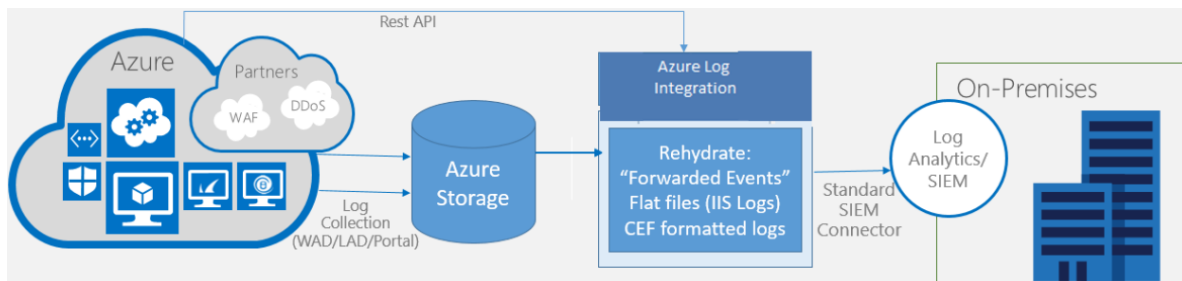 Rest API
Azure
Partners
WAF
DDoS
Log
Collection
(WAD/LAD/Portal)
Azure
Storage
Azure Log
Integration
Rehydrate:
“Forwarded Events”
Flat files (IIS Logs)
CEF formatted logs
Standard
SIEM
Connector
Log
Analytics/
SIEM
On-Premises